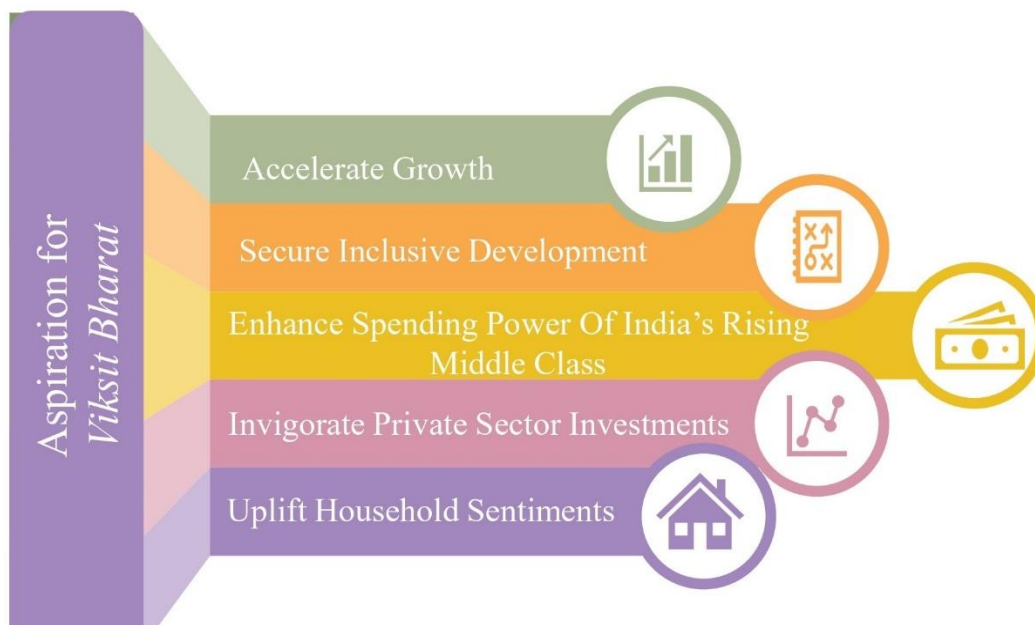 Aspiration for
Viksit Bharat
Accelerate Growth
Secure Inclusive Development
Enhance Spending Power Of India’s Rising
Middle Class
Invigorate Private Sector Investments
Uplift Household Sentiments